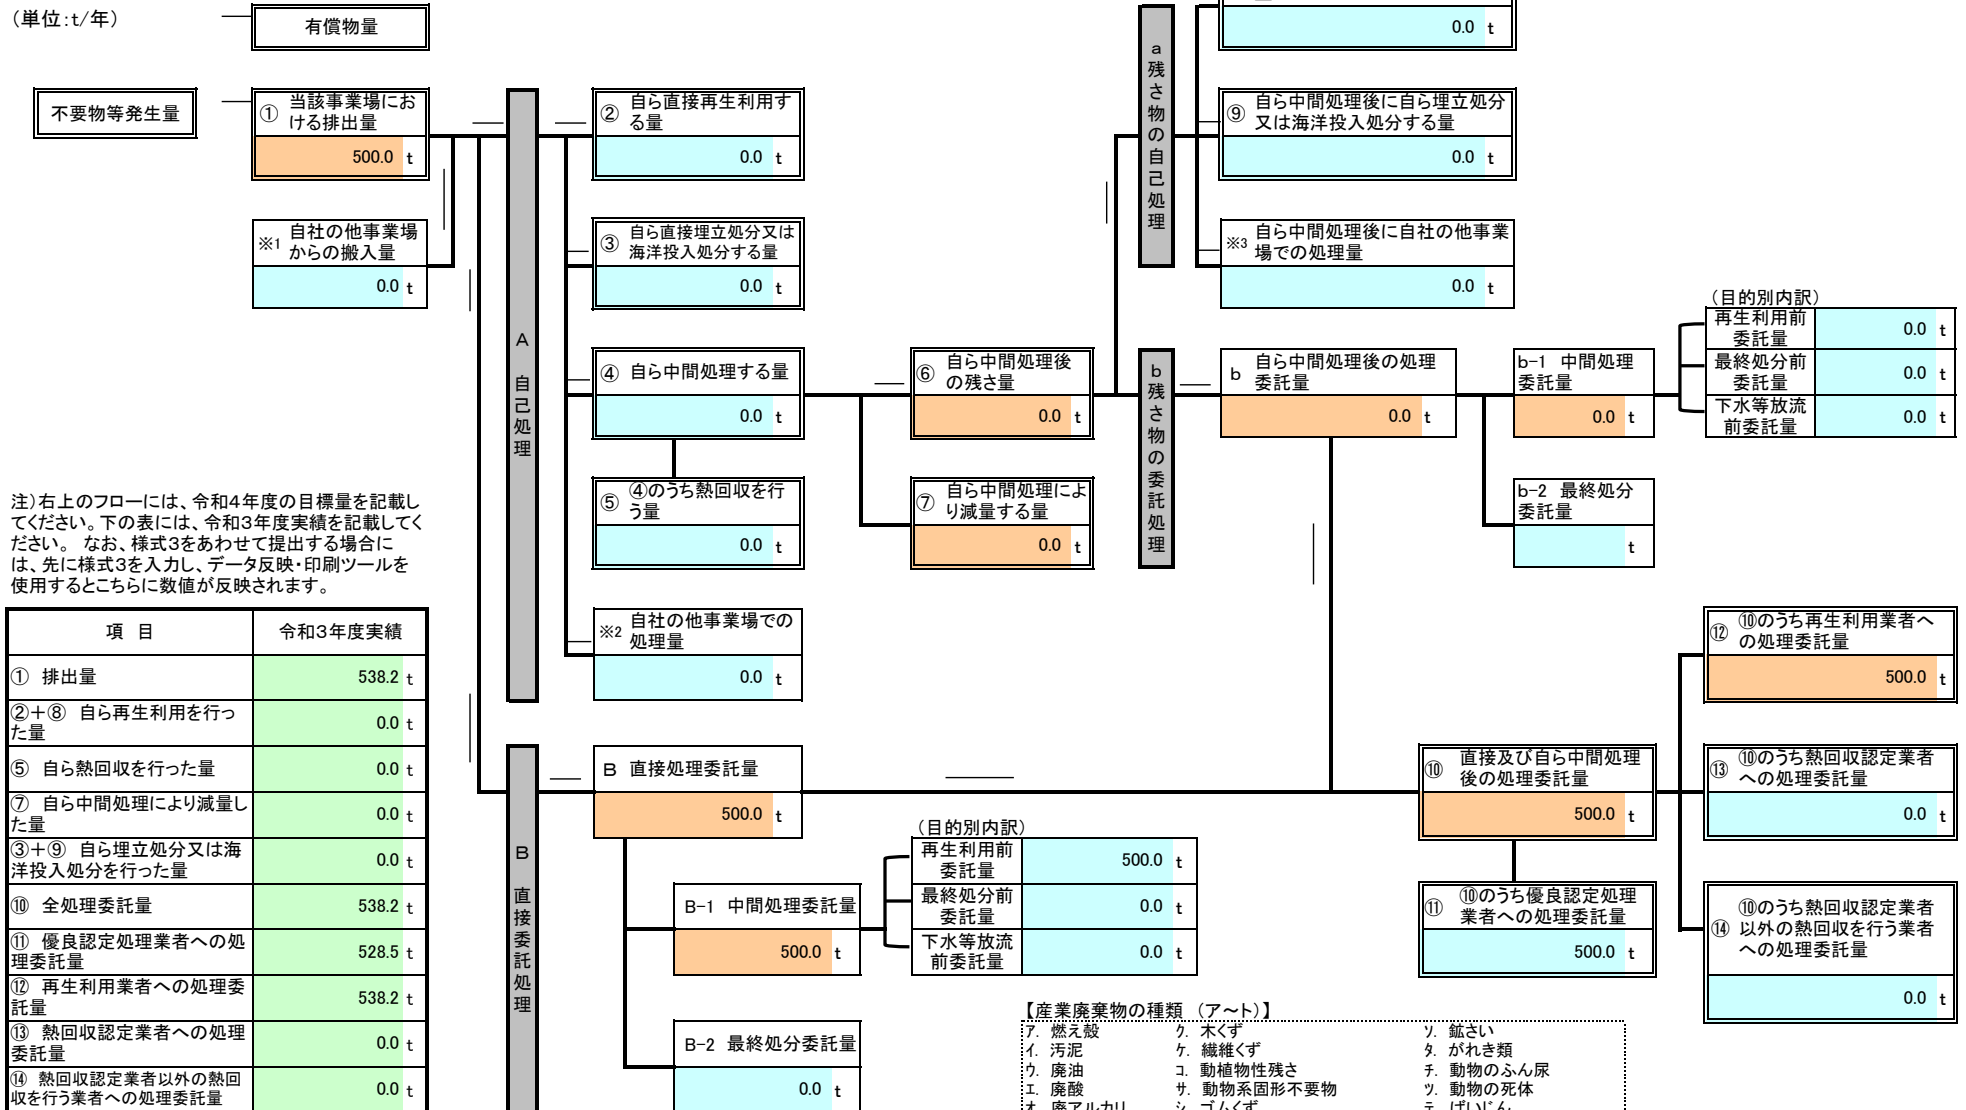 （単位：t/年）
有償物量
不要物等発生量
① 当該事業場にお
ける排出量
500.0 t
※1 自社の他事業場
からの搬入量
0.0 t
A 自己処理
② 自ら直接再生利用す
る量
0.0 t
③ 自ら直接埋立処分又は
海洋投入処分する量
0.0 t
④ 自ら中間処理する量
0.0 t
⑤ ④のうち熱回収を行
う量
0.0 t
※2 自社の他事業場での
処理量
0.0 t
⑥ 自ら中間処理後
の残さ量
0.0 t
⑦ 自ら中間処理によ
り減量する量
0.0 t
a残さ物の自己処理
0.0 t
⑨ 自ら中間処理後に自ら埋立処分
又は海洋投入処分する量
0.0 t
※3 自ら中間処理後に自社の他事業
場での処理量
0.0 t
b残さ物の委託処理
b 自ら中間処理後の処理
委託量
0.0 t
b-1 中間処理
委託量
0.0 t
b-2 最終処分
委託量
t
（目的別内訳）
再生利用前
委託量
0.0 t
最終処分前
委託量
0.0 t
下水等放流
前委託量
0.0 t
注）右上のフローには、令和4年度の目標量を記載し
てください。下の表には、令和3年度実績を記載してく
ださい。 なお、様式3をあわせて提出する場合に
は、先に様式3を入力し、データ反映・印刷ツールを
使用するとこちらに数値が反映されます。
項 目 令和3年度実績
① 排出量 538.2 t
②＋⑧ 自ら再生利用を行っ
た量
0.0 t
⑤ 自ら熱回収を行った量 0.0 t
⑦ 自ら中間処理により減量し
た量
0.0 t
③＋⑨ 自ら埋立処分又は海
洋投入処分を行った量
0.0 t
⑩ 全処理委託量 538.2 t
⑪ 優良認定処理業者への処
理委託量
528.5 t
⑫ 再生利用業者への処理委
託量
538.2 t
⑬ 熱回収認定業者への処理
委託量
0.0 t
⑭ 熱回収認定業者以外の熱回
収を行う業者への処理委託量
0.0 t
B 直接委託処理
B 直接処理委託量
500.0 t
B-1 中間処理委託量
500.0 t
B-2 最終処分委託量
0.0 t
（目的別内訳）
再生利用前
委託量
500.0 t
最終処分前
委託量
0.0 t
下水等放流
前委託量
0.0 t
⑩ 直接及び自ら中間処理
後の処理委託量
500.0 t
⑪ ⑩のうち優良認定処理
業者への処理委託量
500.0 t
⑫ ⑩のうち再生利用業者へ
の処理委託量
500.0 t
⑬ ⑩のうち熱回収認定業者
への処理委託量
0.0 t
⑭ ⑩のうち熱回収認定業者
以外の熱回収を行う業者
への処理委託量
0.0 t
【産業廃棄物の種類 （ア～ト）】
ア. 燃え殻 ク. 木くず ソ. 鉱さい
イ. 汚泥 ケ. 繊維くず タ. がれき類
ウ. 廃油 コ. 動植物性残さ チ. 動物のふん尿
エ. 廃酸 サ. 動物系固形不要物 ツ. 動物の死体
オ. 廃アルカリ シ. ゴムくず テ. ばいじん